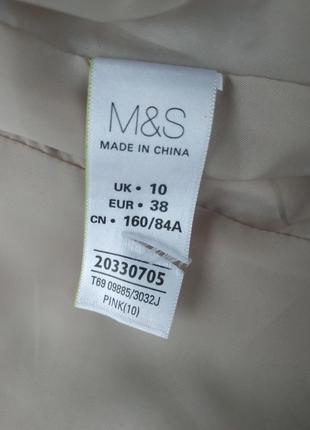 M&S
MADE IN CHINA
UK • 10
EUR • 38
CN • 160/84A
20330705
T69 09885/3032J
PINK(10)